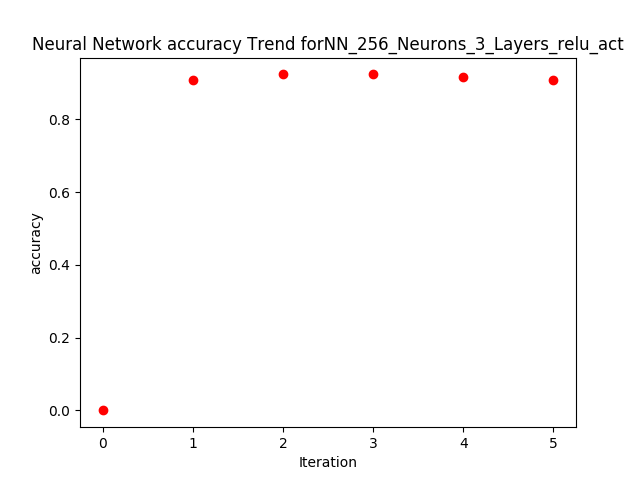 Neural Network accuracy Trend forNN_256_Neurons_3_Layers_relu_act
accuracy
0.8
0.6
0.4
0.2
0.0
0 1 2 3 4 5
Iteration